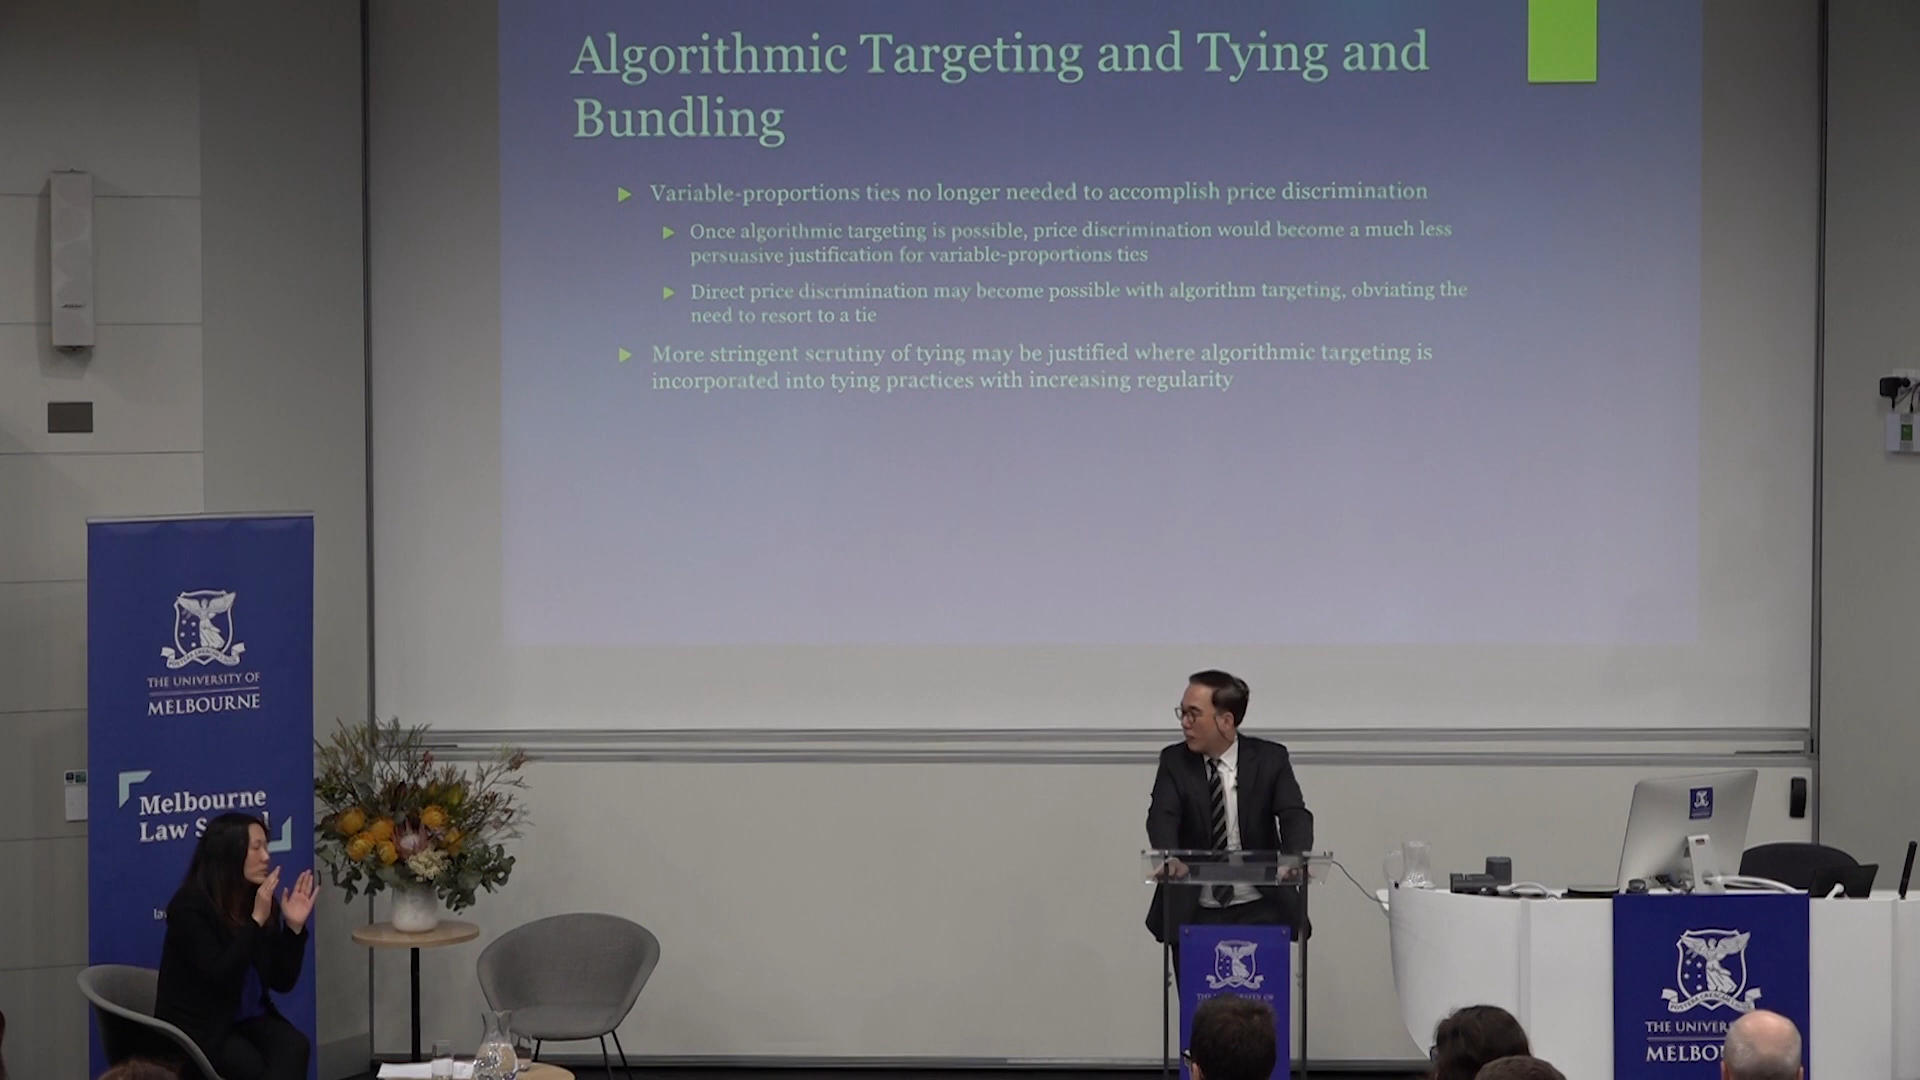 Algorithmic Targeting and Tying and
Bundling
Variable-proportions ties no longer needed to accomplish price discrimination
Once algorithmic targeting is possible, price discrimination would become a much less
persuasive justification for variable-proportions ties
Direct price discrimination may become possible with algorithm targeting, obviating the
need to resort to a tie
More stringent scrutiny of tying may be justified where algorithmic targeting is
incorporated into tying practices with increasing regularity
THE UNIVERSITY OF
MELBOURNE
Melbourne
Law
THE UNIVERSITY OF
THE
MELBO